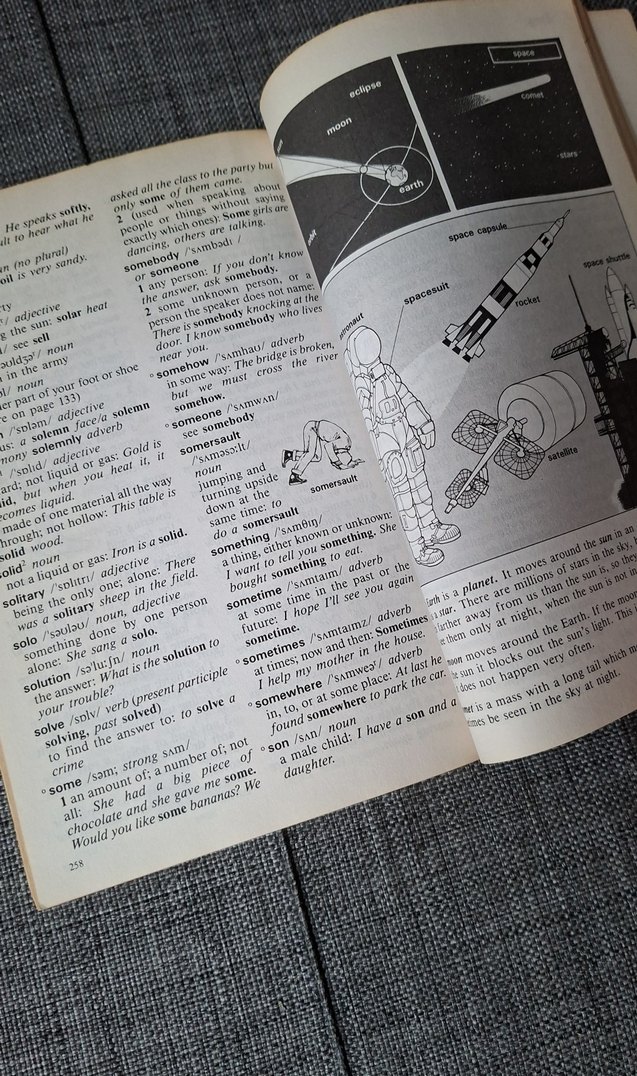 He speaks softly.
ult to hear what he
n (no plural)
oil is very sandy.
ty
/ adjective
g the sun: solar heat
/ see sell
/ noun
n in the army
ɔl/ noun
er part of your foot or shoe
e on page 133)
/ˈsɒləm/ adjective
us: a solemn face/a solemn
mony solemnly adverb
/ˈsɒlɪd/ adjective
ard; not liquid or gas: Gold is
id, but when you heat it, it
ecomes liquid.
made of one material all the way
hrough; not hollow: This table is
solid wood.
olid² noun
not a liquid or gas: Iron is a solid.
solitary /ˈsɒlɪtrɪ/ adjective
being the only one; alone: There
was a solitary sheep in the field.
solo /ˈsəʊləʊ/ noun, adjective
something done by one person
alone: She sang a solo.
solution /səˈluːʃn/ noun
the answer: What is the solution to
your trouble?
solve /sɒlv/ verb (present participle
solving, past solved)
to find the answer to: to solve a
crime
° some /səm; strong sʌm/
1 an amount of; a number of; not
all: She had a big piece of
chocolate and she gave me some.
Would you like some bananas? We
258
asked all the class to the party but
only some of them came.
2 (used when speaking about
people or things without saying
exactly which ones): Some girls are
dancing, others are talking.
somebody /ˈsʌmbədɪ/
or someone
1 any person: If you don't know
the answer, ask somebody.
2 some unknown person, or a
person the speaker does not name:
There is somebody knocking at the
door. I know somebody who lives
near you.
° somehow /ˈsʌmhaʊ/ adverb
in some way: The bridge is broken,
but we must cross the river
somehow.
° someone /ˈsʌmwʌn/
see somebody
somersault
/ˈsʌməsɔːlt/
noun
jumping and
turning upside
down at the
same time: to
do a somersault
somersault
something /ˈsʌmθɪŋ/
a thing, either known or unknown:
I want to tell you something. She
bought something to eat.
sometime /ˈsʌmtaɪm/ adverb
at some time in the past or the
future: I hope I'll see you again
sometime.
° sometimes /ˈsʌmtaɪmz/ adverb
at times; now and then: Sometimes
I help my mother in the house.
° somewhere /ˈsʌmweəʳ/ adverb
in, to, or at some place: At last he
found somewhere to park the car.
° son /sʌn/ noun
a male child: I have a son and a
daughter.
space
eclipse
moon
earth
orbit
comet
stars
space capsule
rocket
space shuttle
spacesuit
astronaut
satellite
Earth is a planet. It moves around the sun in an
a star. There are millions of stars in the sky,
farther away from us than the sun is, so they
e them only at night, when the sun is not
moon moves around the Earth. If the moon
he sun it blocks out the sun's light. This
does not happen very often.
met is a mass with a long tail which mo
times be seen in the sky at night.